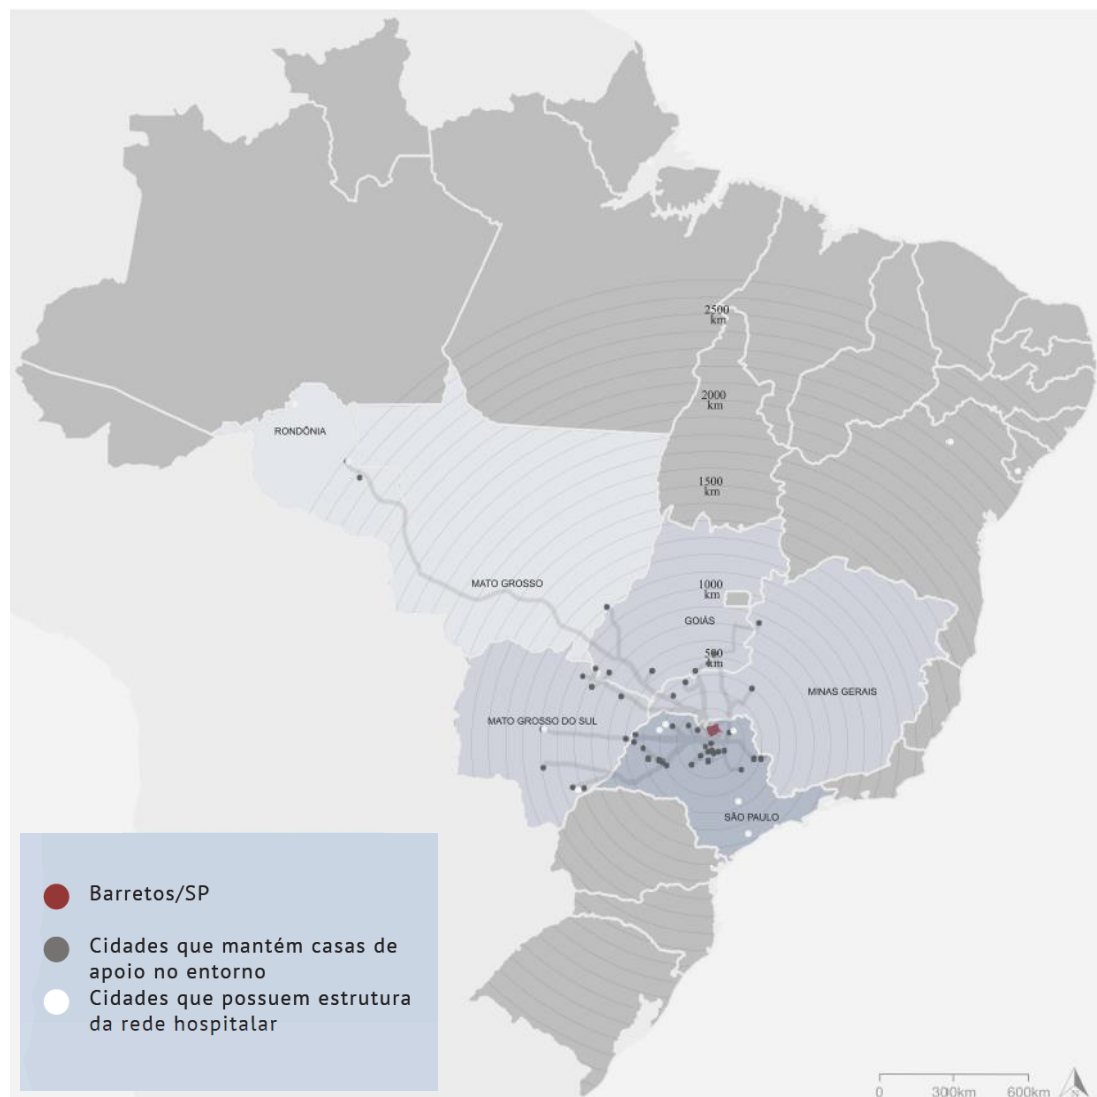 2500
km
2000
km
RONDÔNIA
1500
km
MATO GROSSO
1000
km
GOIÁS
500
km
MINAS GERAIS
MATO GROSSO DO SUL
SÃO PAULO
Barretos/SP
Cidades que mantém casas de
apoio no entorno
Cidades que possuem estrutura
da rede hospitalar
0 300km 600km
N